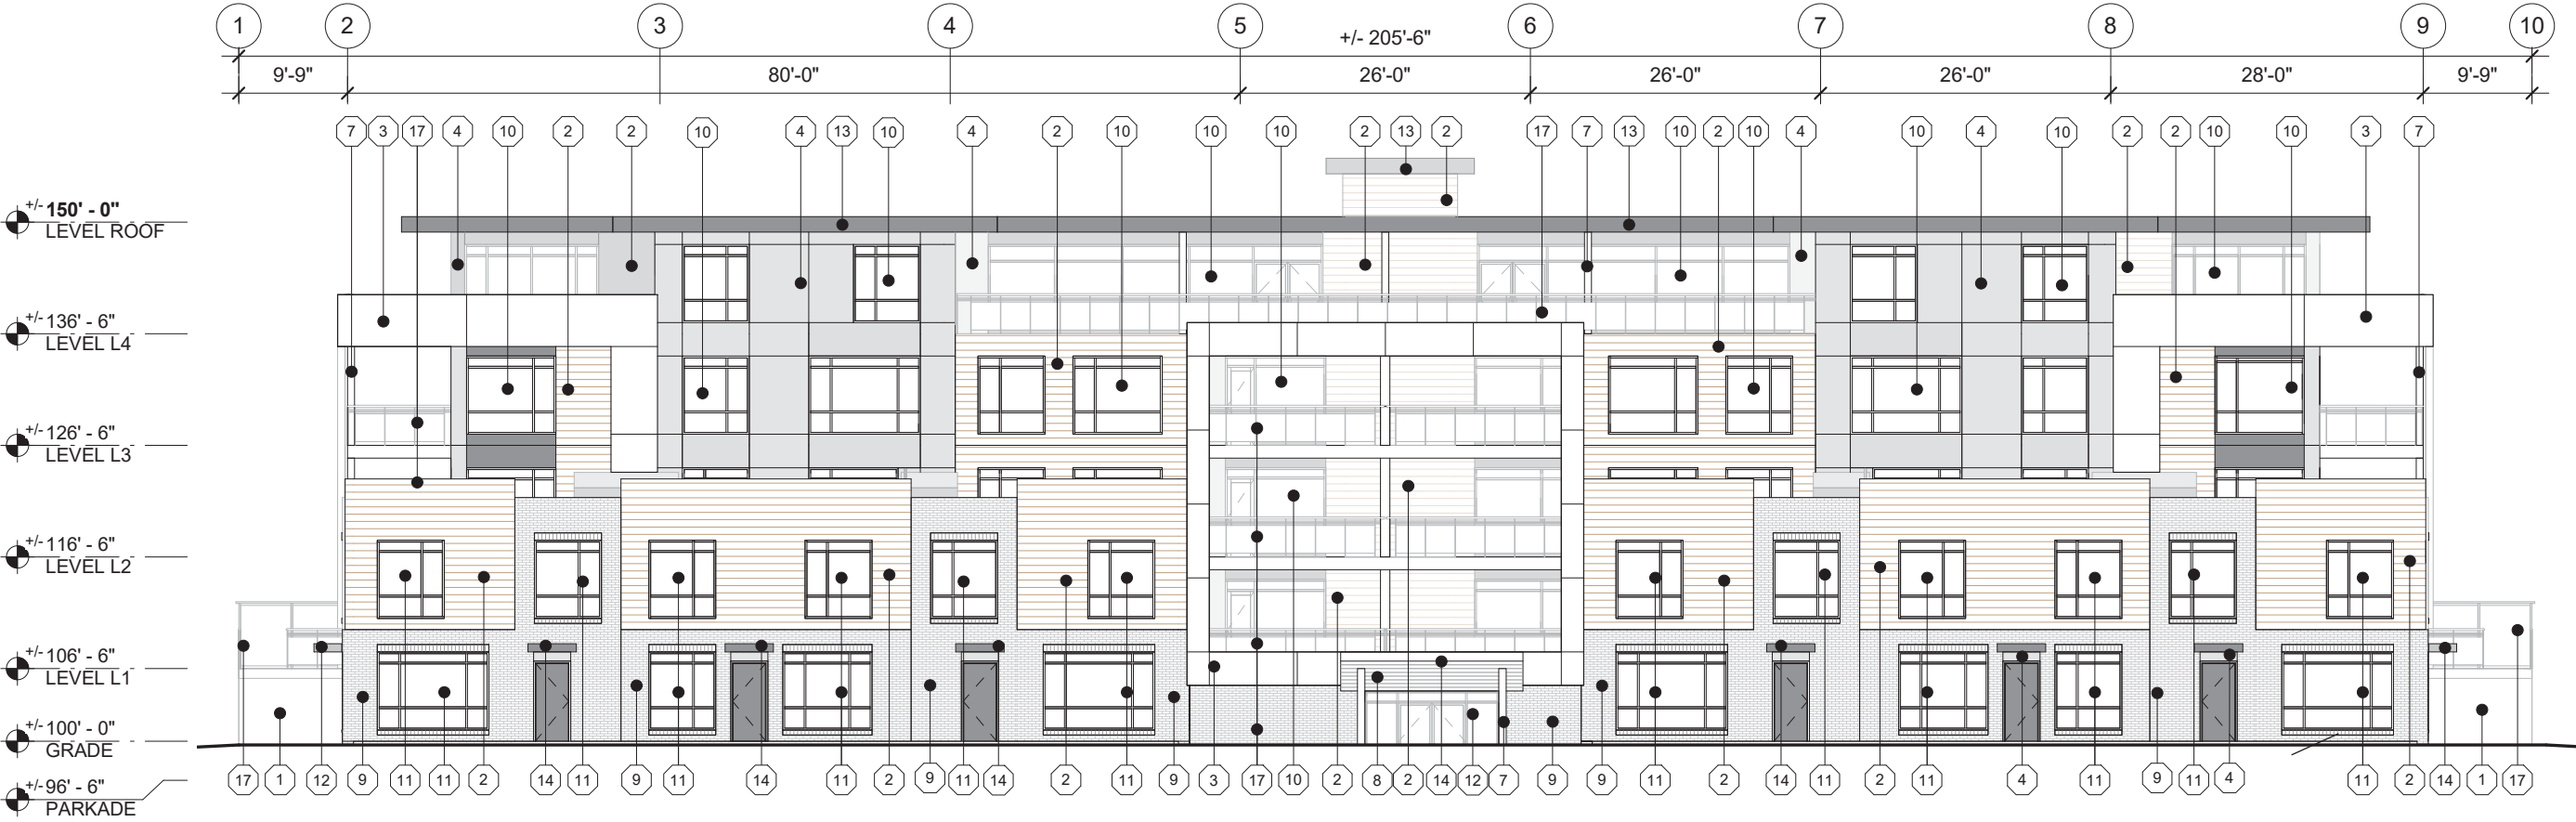 1 2 3 4 5 6 7 8 9 10
+/- 205'-6"
9'-9" 80'-0" 26'-0" 26'-0" 26'-0" 28'-0" 9'-9"
7 3 17 4 10 2 2 10 4 13 10 4 2 10 10 10 2 13 2 17 7 13 10 2 10 4 10 4 10 2 2 10 10 3 7
+/- 150' - 0"
LEVEL ROOF
+/- 136' - 6"
LEVEL L4
+/- 126' - 6"
LEVEL L3
+/- 116' - 6"
LEVEL L2
+/- 106' - 6"
LEVEL L1
+/- 100' - 0"
GRADE
17 1 12 9 11 11 2 14 11 9 11 14 11 2 9 11 14 2 11 9 3 17 10 2 8 2 14 12 7 9 9 11 2 14 11 2 11 4 11 9 11 4 11 2 14 1 17
+/- 96' - 6"
PARKADE